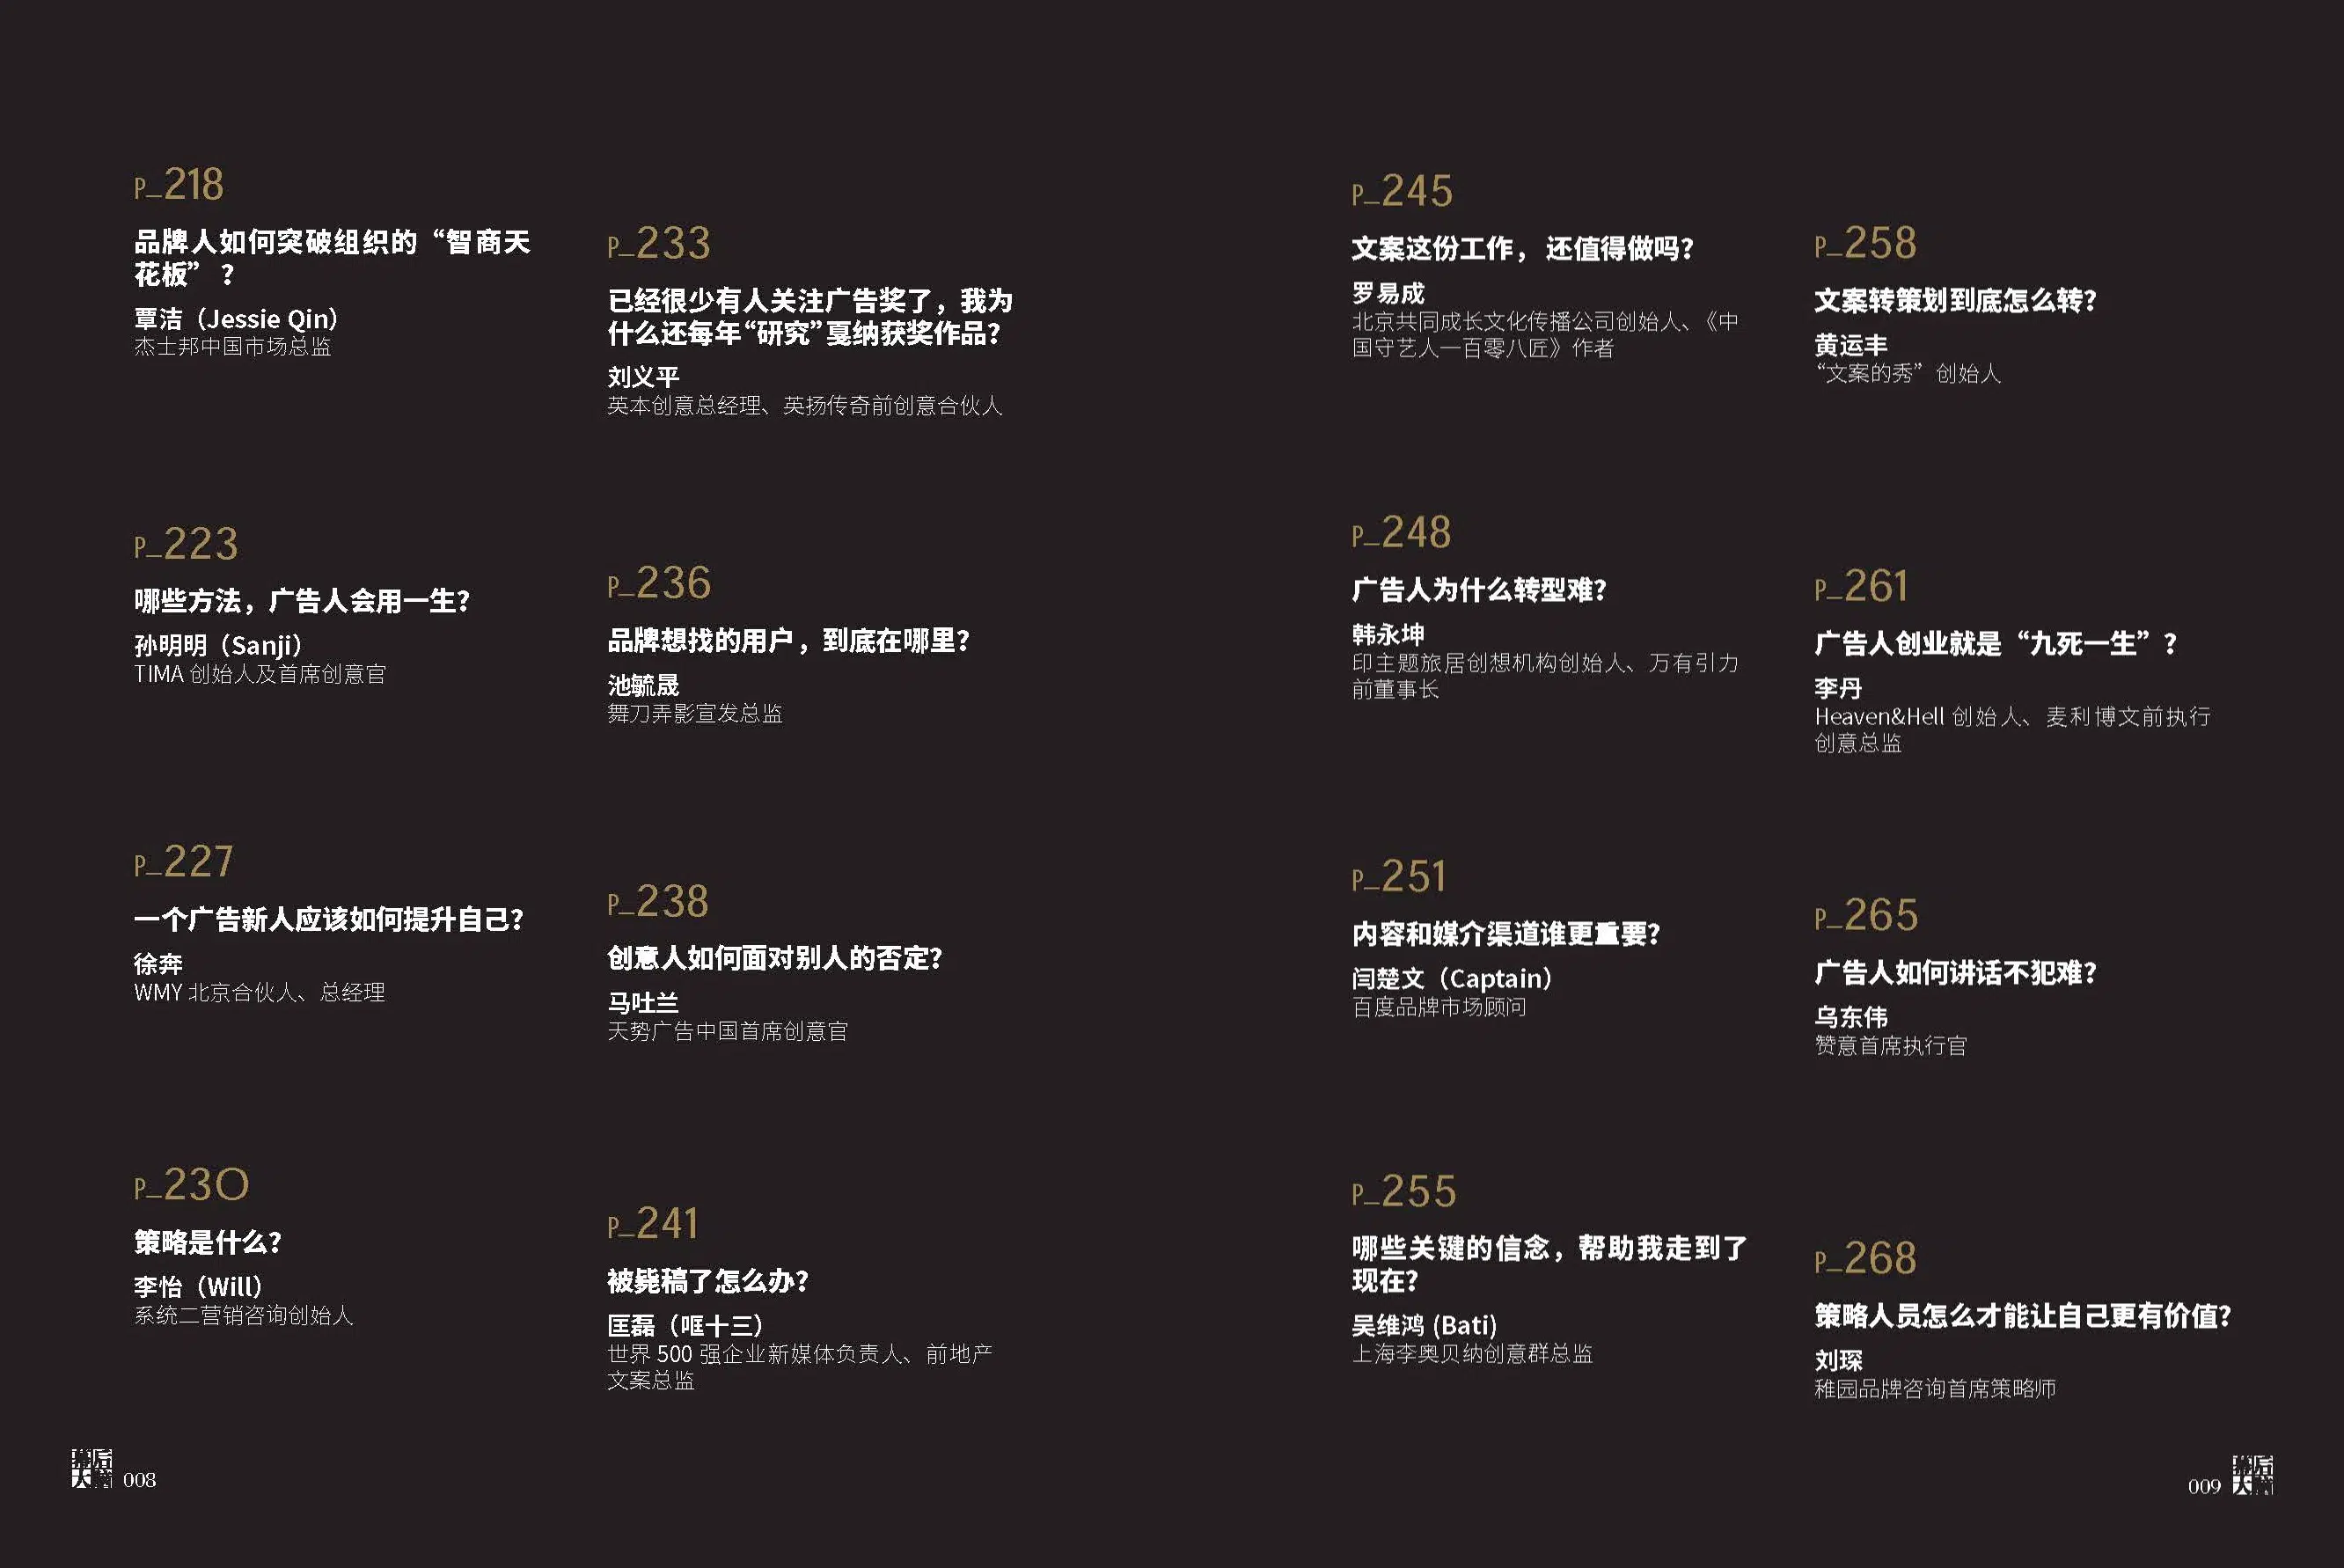 P_218
品牌人如何突破组织的“智商天
花板”？
覃洁（Jessie Qin）
杰士邦中国市场总监
P_223
哪些方法，广告人会用一生？
孙明明（Sanji）
TIMA 创始人及首席创意官
P_227
一个广告新人应该如何提升自己？
徐奔
WMY 北京合伙人、总经理
P_230
策略是什么？
李怡（Will）
系统二营销咨询创始人
P_233
已经很少有人关注广告奖了，我为
什么还每年“研究”戛纳获奖作品？
刘义平
英本创意总经理、英扬传奇前创意合伙人
P_236
品牌想找的用户，到底在哪里？
池毓晟
舞刀弄影宣发总监
P_238
创意人如何面对别人的否定？
马吐兰
天势广告中国首席创意官
P_241
被毙稿了怎么办？
匡磊（哐十三）
世界 500 强企业新媒体负责人、前地产
文案总监
幕后
大脑
008
P_245
文案这份工作，还值得做吗？
罗易成
北京共同成长文化传播公司创始人、《中
国守艺人一百零八匠》作者
P_248
广告人为什么转型难？
韩永坤
印主题旅居创想机构创始人、万有引力
前董事长
P_251
内容和媒介渠道谁更重要？
闫楚文（Captain）
百度品牌市场顾问
P_255
哪些关键的信念，帮助我走到了
现在？
吴维鸿 (Bati)
上海李奥贝纳创意群总监
P_258
文案转策划到底怎么转？
黄运丰
“文案的秀”创始人
P_261
广告人创业就是“九死一生”？
李丹
Heaven&Hell 创始人、麦利博文前执行
创意总监
P_265
广告人如何讲话不犯难？
乌东伟
赞意首席执行官
P_268
策略人员怎么才能让自己更有价值？
刘琛
稚园品牌咨询首席策略师
009
幕后
大脑